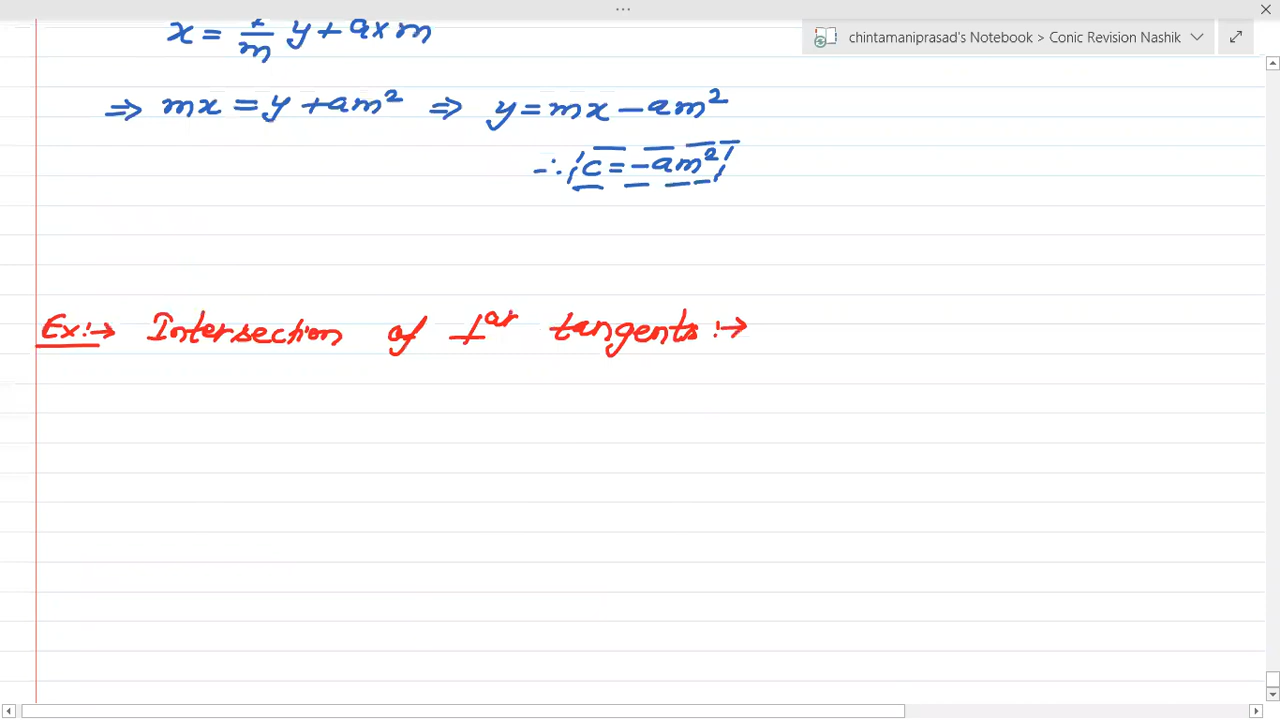 ...
chintamaniprasad's Notebook > Conic Revision Nashik
x = 1/m y + a x m
⇒ mx = y + am² ⇒ y = mx - am²
∴ c = -am²
Ex:→ Intersection of ⊥ar tangents :→